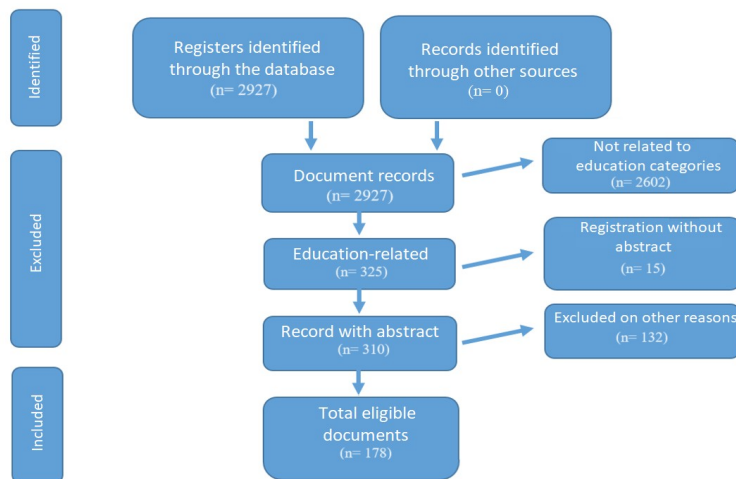 Identified
Registers identified
through the database
(n= 2927)
Records identified
through other sources
(n= 0)
Excluded
Document records
(n= 2927)
Not related to
education categories
(n= 2602)
Education-related
(n= 325)
Registration without
abstract
(n= 15)
Record with abstract
(n= 310)
Excluded on other reasons
(n= 132)
Included
Total eligible
documents
(n= 178)